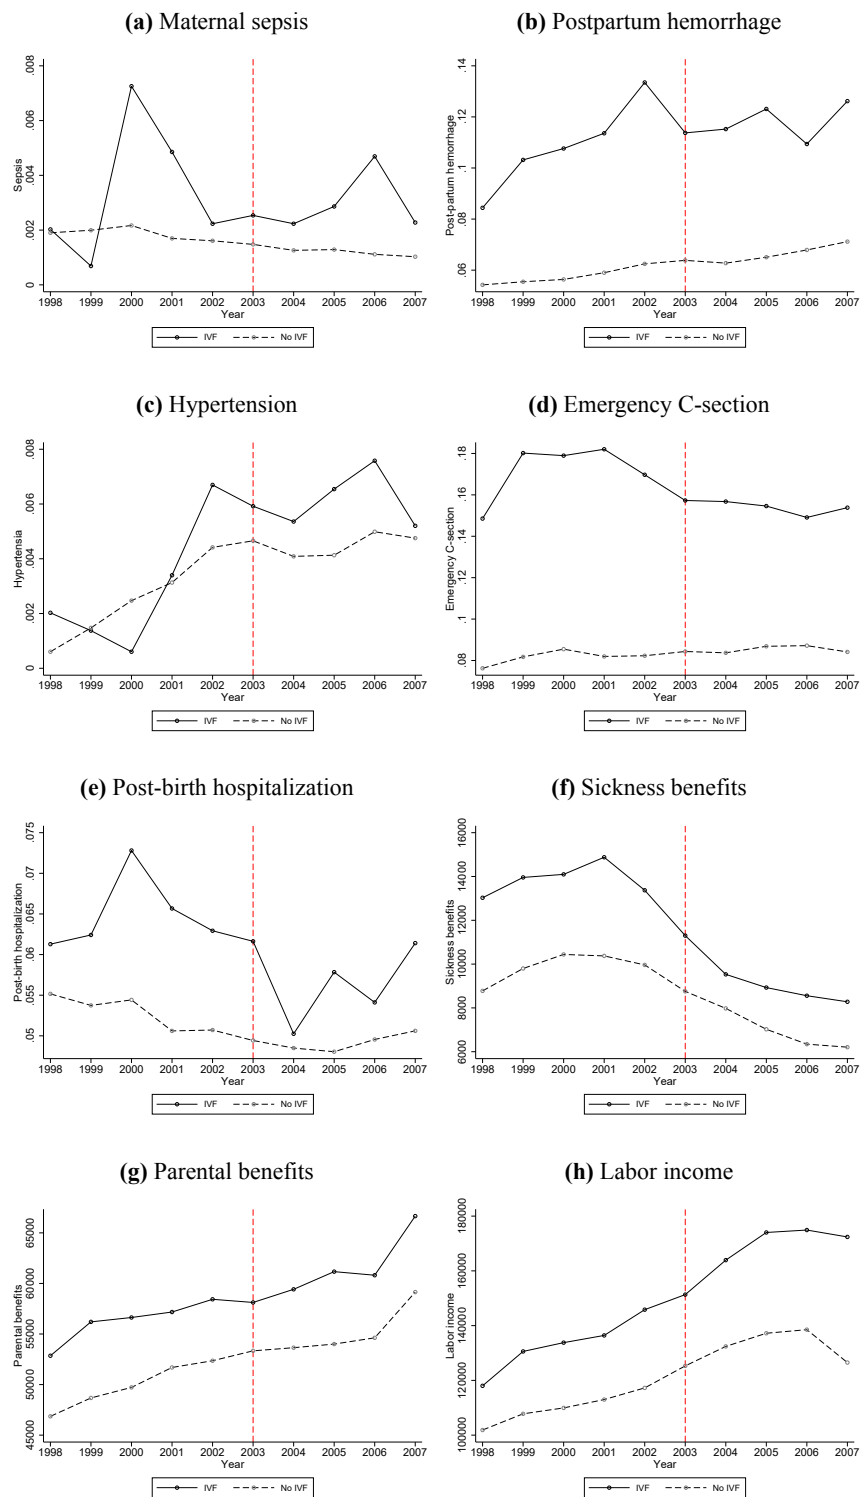 (a) Maternal sepsis
.008
.006
.004
.002
0
Sepsis
1998 1999 2000 2001 2002 2003 2004 2005 2006 2007
Year
IVF No IVF
(b) Postpartum hemorrhage
.14
.12
.1
.08
.06
Post-partum hemorrhage
1998 1999 2000 2001 2002 2003 2004 2005 2006 2007
Year
IVF No IVF
(c) Hypertension
.008
.006
.004
.002
0
Hypertensia
1998 1999 2000 2001 2002 2003 2004 2005 2006 2007
Year
IVF No IVF
(d) Emergency C-section
.18
.16
.14
.12
.1
.08
Emergency C-section
1998 1999 2000 2001 2002 2003 2004 2005 2006 2007
Year
IVF No IVF
(e) Post-birth hospitalization
.075
.07
.065
.06
.055
.05
Post-birth hospitalization
1998 1999 2000 2001 2002 2003 2004 2005 2006 2007
Year
IVF No IVF
(f) Sickness benefits
16000
14000
12000
10000
8000
6000
Sickness benefits
1998 1999 2000 2001 2002 2003 2004 2005 2006 2007
Year
IVF No IVF
(g) Parental benefits
65000
60000
55000
50000
45000
Parental benefits
1998 1999 2000 2001 2002 2003 2004 2005 2006 2007
Year
IVF No IVF
(h) Labor income
180000
160000
140000
120000
100000
Labor income
1998 1999 2000 2001 2002 2003 2004 2005 2006 2007
Year
IVF No IVF